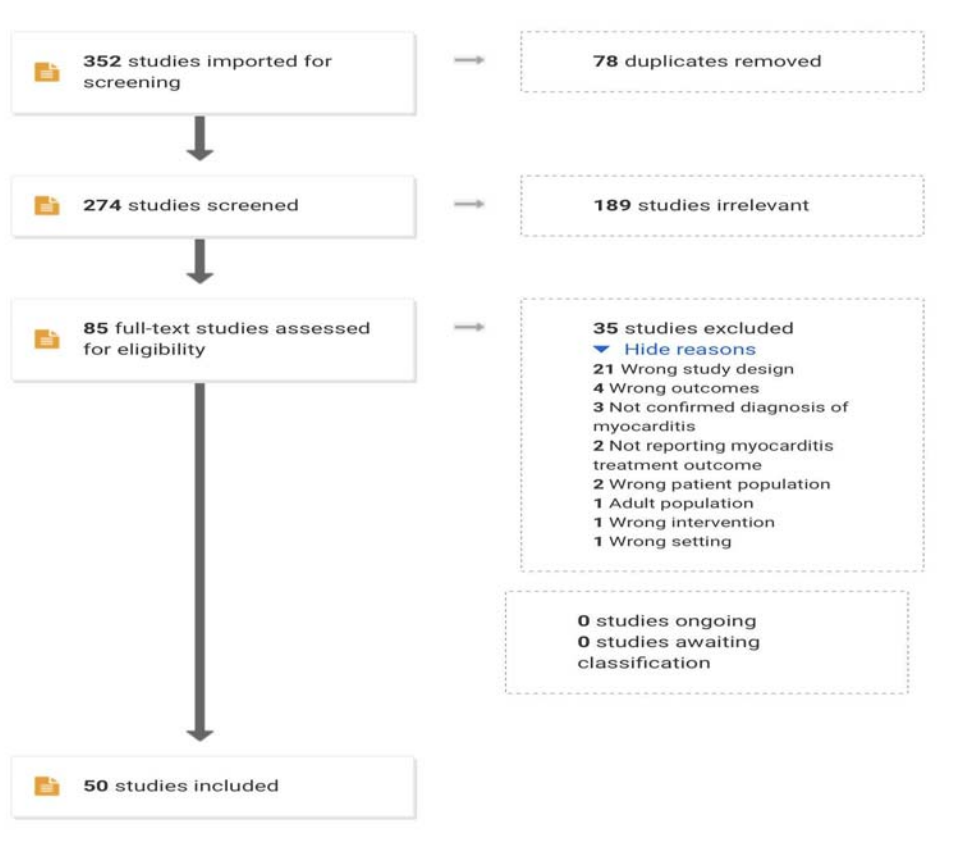 352 studies imported for
screening
78 duplicates removed
274 studies screened
189 studies irrelevant
85 full-text studies assessed
for eligibility
35 studies excluded
Hide reasons
21 Wrong study design
4 Wrong outcomes
3 Not confirmed diagnosis of
myocarditis
2 Not reporting myocarditis
treatment outcome
2 Wrong patient population
1 Adult population
1 Wrong intervention
1 Wrong setting
0 studies ongoing
0 studies awaiting
classification
50 studies included